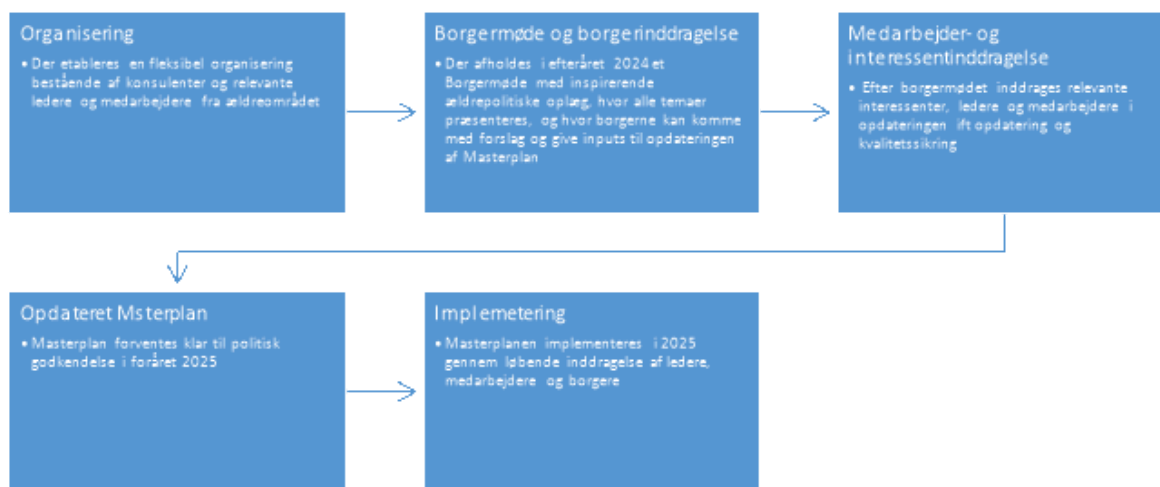 Organisering
• Der etableres en fleksibel organisering
bestående af konsulenter og relevante
ledere og medarbejdere fra ældreområdet
Borgermøde og borgerinddragelse
• Der afholdes i efteråret 2024 et
Borgermøde med inspirerende
ældrepolitiske oplæg, hvor alle temaer
præsenteres, og hvor borgerne kan komme
med forslag og give inputs til opdateringen
af Masterplan
Medarbejder- og
interessentinddragelse
• Efter borgermødet inddrages relevante
interessenter, ledere og medarbejdere i
opdateringen ift opdatering og
kvalitetssikring
Opdateret Msterplan
• Masterplan forventes klar til politisk
godkendelse i foråret 2025
Implemetering
• Masterplanen implementeres i 2025
gennem løbende inddragelse af ledere,
medarbejdere og borgere